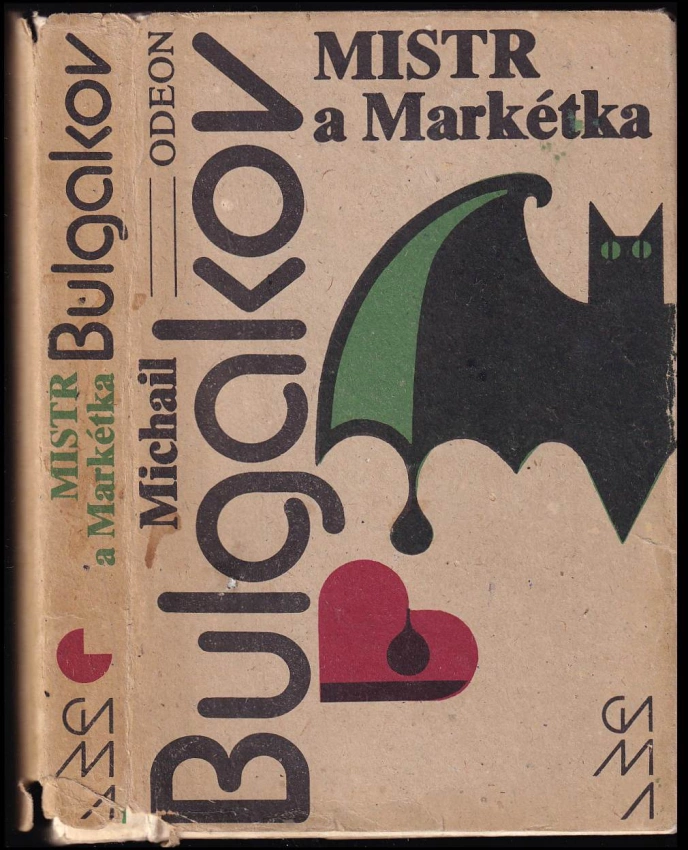 Bulgakov
MISTR
a Markétka
ODEON
Michail
Bulgakov
MISTR
a Markétka